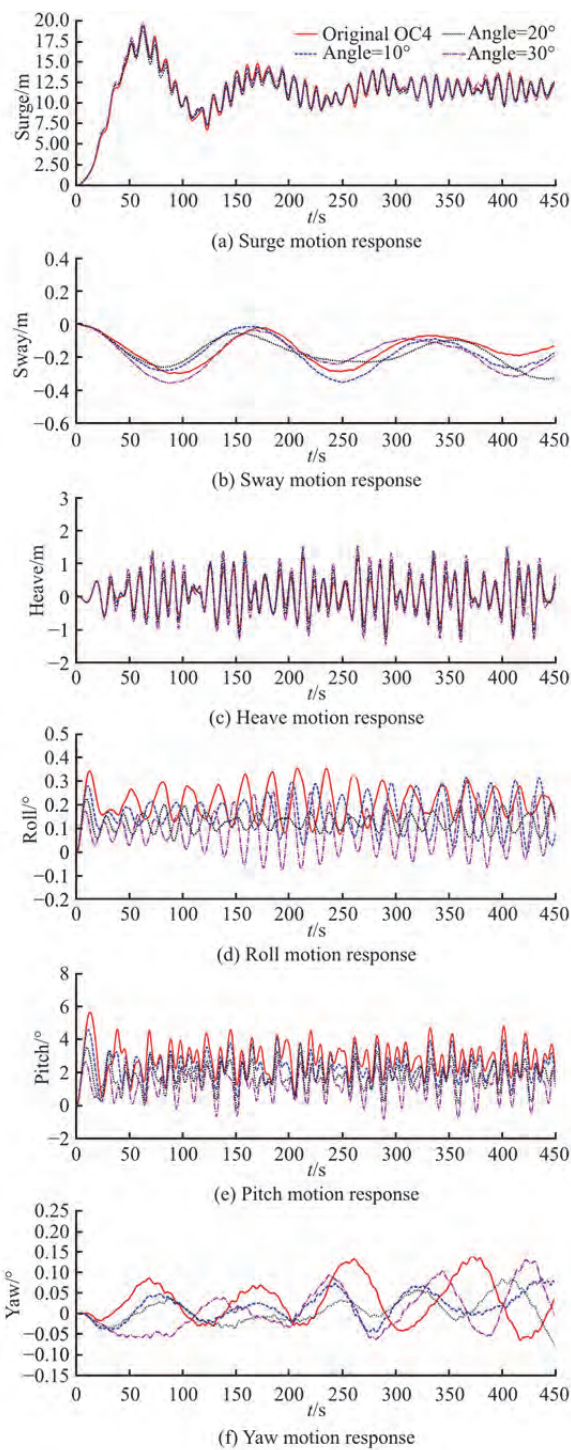 Original OC4 Angle=20°
Angle=10° Angle=30°
Surge/m
20.0
17.5
15.0
12.5
10.0
7.50
5.00
2.50
0
0 50 100 150 200 250 300 350 400 450
t/s
(a) Surge motion response
Sway/m
0.4
0.2
0
−0.2
−0.4
−0.6
0 50 100 150 200 250 300 350 400 450
t/s
(b) Sway motion response
Heave/m
3
2
1
0
−1
−2
0 50 100 150 200 250 300 350 400 450
t/s
(c) Heave motion response
Roll/°
0.5
0.4
0.3
0.2
0.1
0
−0.1
−0.2
0 50 100 150 200 250 300 350 400 450
t/s
(d) Roll motion response
Pitch/°
8
6
4
2
0
−2
0 50 100 150 200 250 300 350 400 450
t/s
(e) Pitch motion response
Yaw/°
0.25
0.20
0.15
0.10
0.05
0
−0.05
−0.10
−0.15
0 50 100 150 200 250 300 350 400 450
t/s
(f) Yaw motion response